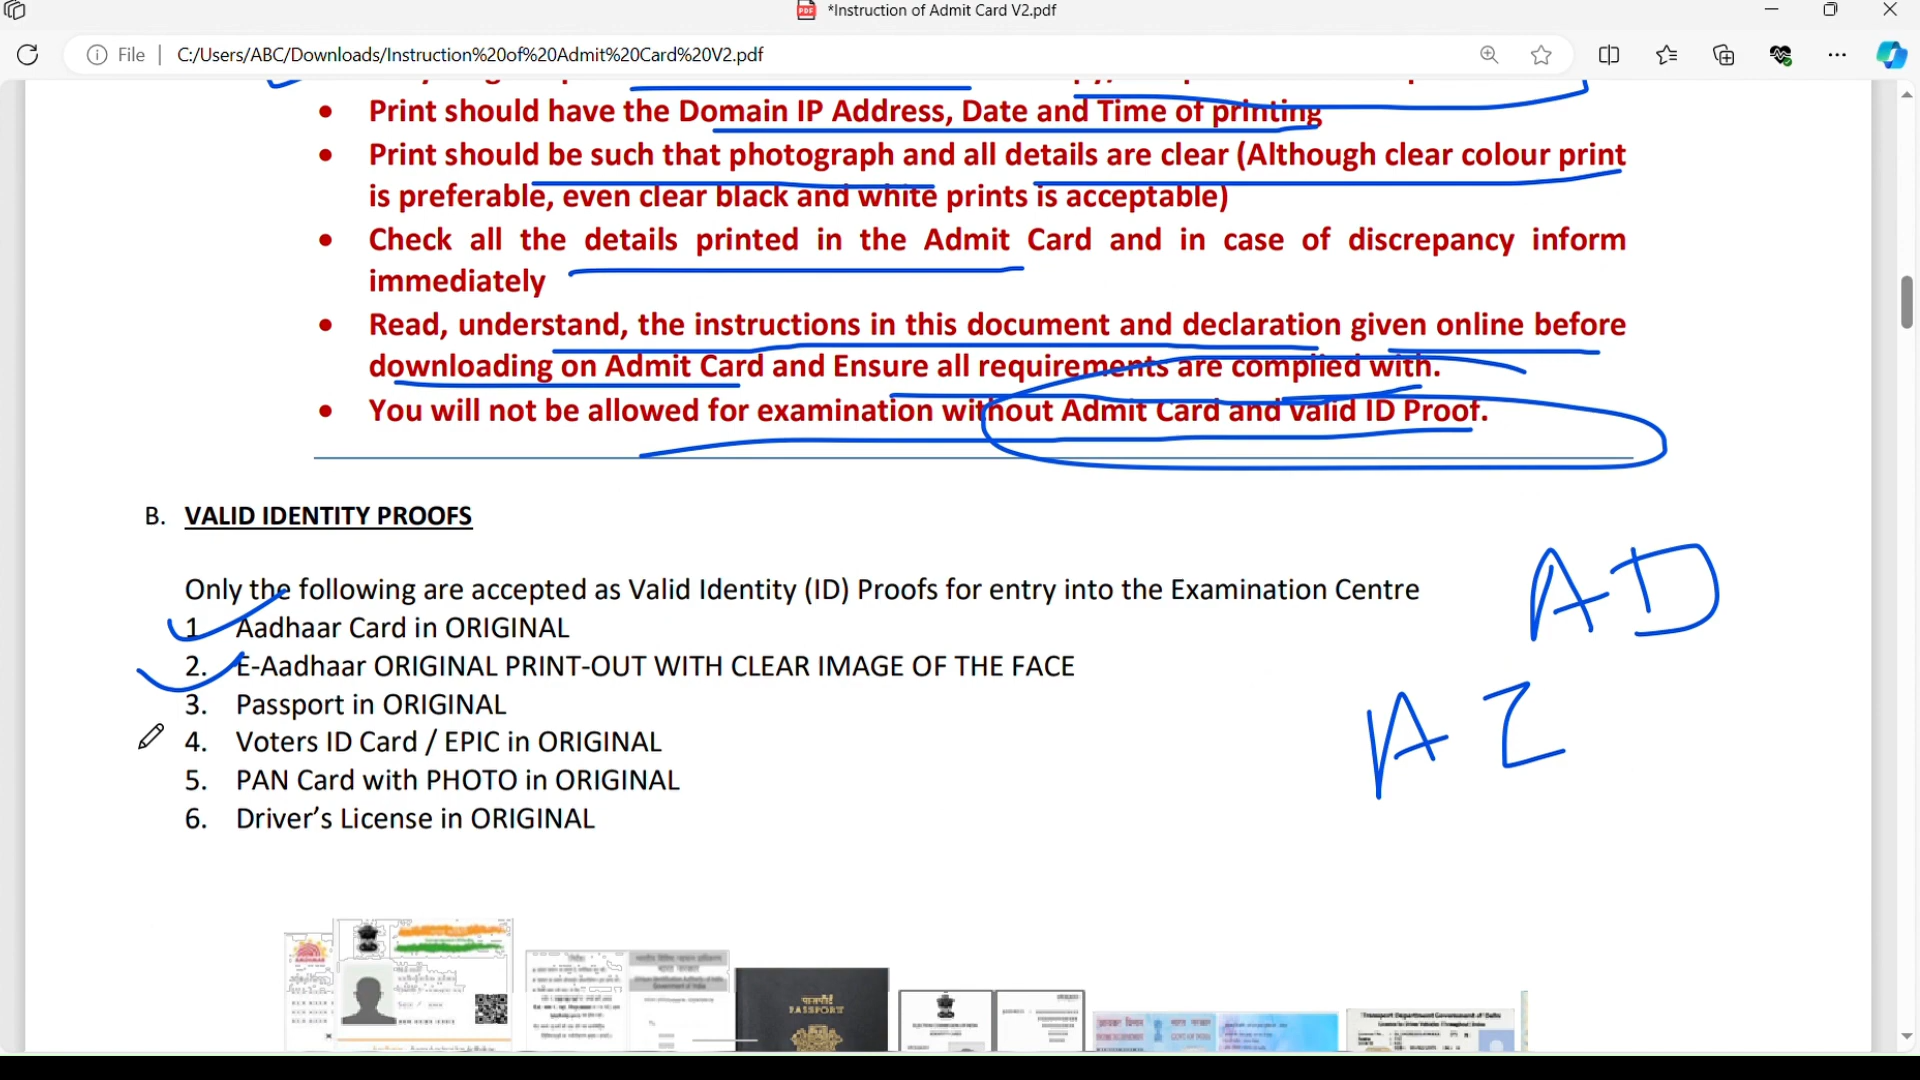 *Instruction of Admit Card V2.pdf
File | C:/Users/ABC/Downloads/Instruction%20of%20Admit%20Card%20V2.pdf
• Print should have the Domain IP Address, Date and Time of printing
• Print should be such that photograph and all details are clear (Although clear colour print
is preferable, even clear black and white prints is acceptable)
• Check all the details printed in the Admit Card and in case of discrepancy inform
immediately
• Read, understand, the instructions in this document and declaration given online before
downloading on Admit Card and Ensure all requirements are complied with.
• You will not be allowed for examination without Admit Card and valid ID Proof.
B. VALID IDENTITY PROOFS
Only the following are accepted as Valid Identity (ID) Proofs for entry into the Examination Centre
AD
1. Aadhaar Card in ORIGINAL
2. E-Aadhaar ORIGINAL PRINT-OUT WITH CLEAR IMAGE OF THE FACE
3. Passport in ORIGINAL
4. Voters ID Card / EPIC in ORIGINAL
5. PAN Card with PHOTO in ORIGINAL
6. Driver's License in ORIGINAL
पासपोर्ट
PASSPORT
Transport Department Government of Delhi